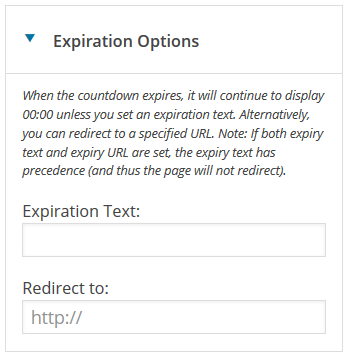 Expiration Options
When the countdown expires, it will continue to display
00:00 unless you set an expiration text. Alternatively,
you can redirect to a specified URL. Note: If both expiry
text and expiry URL are set, the expiry text has
precedence (and thus the page will not redirect).
Expiration Text:
Redirect to:
http://